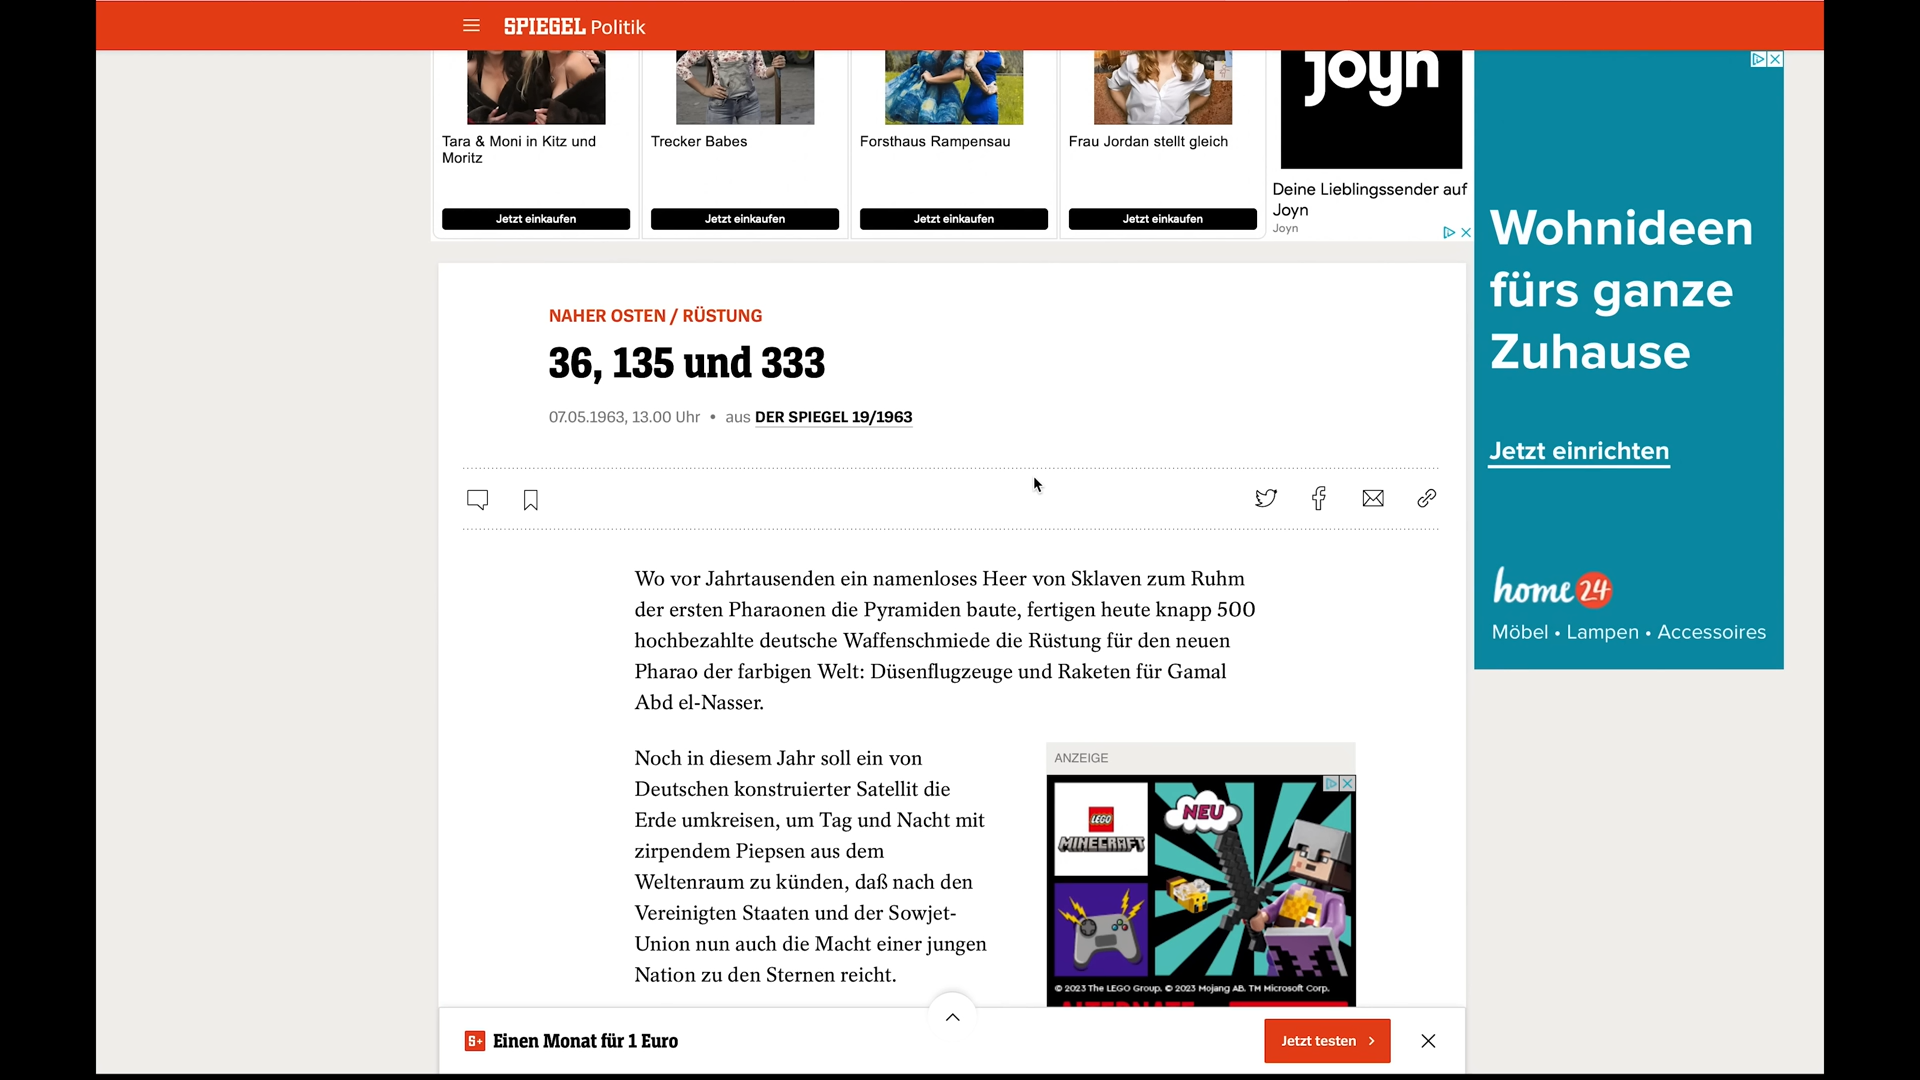 SPIEGEL Politik
joyn
Tara & Moni in Kitz und
Moritz
Trecker Babes
Forsthaus Rampensau
Frau Jordan stellt gleich
Jetzt einkaufen
Jetzt einkaufen
Jetzt einkaufen
Jetzt einkaufen
Deine Lieblingssender auf
Joyn
Joyn
Wohnideen
fürs ganze
Zuhause
Jetzt einrichten
home24
Möbel • Lampen • Accessoires
NAHER OSTEN / RÜSTUNG
36, 135 und 333
07.05.1963, 13.00 Uhr • aus DER SPIEGEL 19/1963
Wo vor Jahrtausenden ein namenloses Heer von Sklaven zum Ruhm
der ersten Pharaonen die Pyramiden baute, fertigen heute knapp 500
hochbezahlte deutsche Waffenschmiede die Rüstung für den neuen
Pharao der farbigen Welt: Düsenflugzeuge und Raketen für Gamal
Abd el-Nasser.
Noch in diesem Jahr soll ein von
Deutschen konstruierter Satellit die
Erde umkreisen, um Tag und Nacht mit
zirpendem Piepsen aus dem
Weltenraum zu künden, daß nach den
Vereinigten Staaten und der Sowjet-
Union nun auch die Macht einer jungen
Nation zu den Sternen reicht.
ANZEIGE
LEGO
MINECRAFT
NEU
© 2023 The LEGO Group. © 2023 Mojang AB. TM Microsoft Corp.
ALTERNATE
S+ Einen Monat für 1 Euro
Jetzt testen